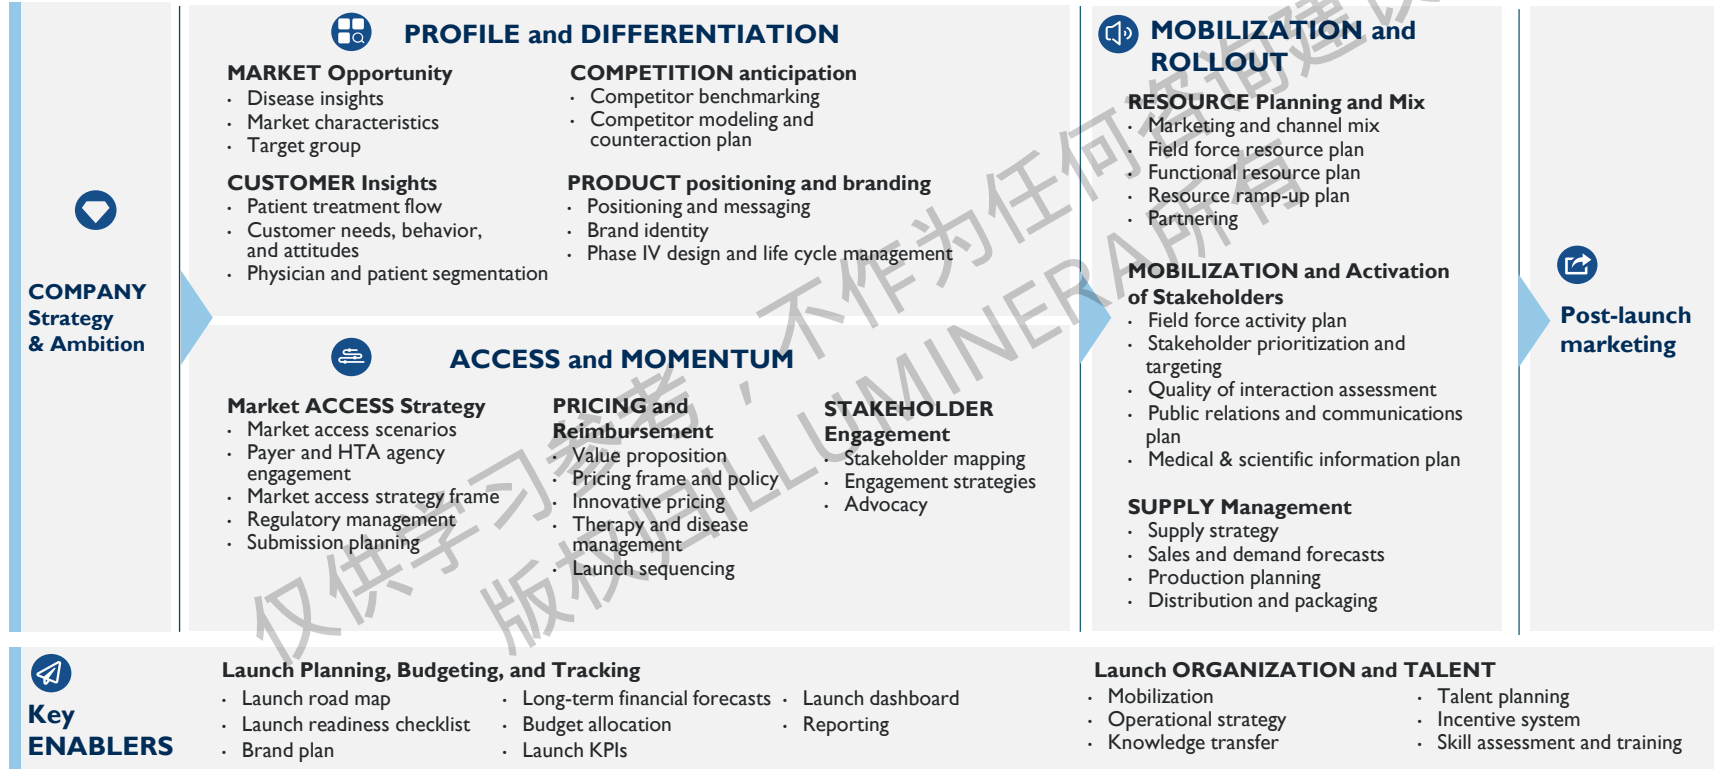 COMPANY
Strategy
& Ambition
PROFILE and DIFFERENTIATION
MARKET Opportunity
· Disease insights
· Market characteristics
· Target group
CUSTOMER Insights
· Patient treatment flow
· Customer needs, behavior,
and attitudes
· Physician and patient segmentation
COMPETITION anticipation
· Competitor benchmarking
· Competitor modeling and
counteraction plan
PRODUCT positioning and branding
· Positioning and messaging
· Brand identity
· Phase IV design and life cycle management
ACCESS and MOMENTUM
Market ACCESS Strategy
· Market access scenarios
· Payer and HTA agency
engagement
· Market access strategy frame
· Regulatory management
· Submission planning
PRICING and
Reimbursement
· Value proposition
· Pricing frame and policy
· Innovative pricing
· Therapy and disease
management
· Launch sequencing
STAKEHOLDER
Engagement
· Stakeholder mapping
· Engagement strategies
· Advocacy
MOBILIZATION and
ROLLOUT
RESOURCE Planning and Mix
· Marketing and channel mix
· Field force resource plan
· Functional resource plan
· Resource ramp-up plan
· Partnering
MOBILIZATION and Activation
of Stakeholders
· Field force activity plan
· Stakeholder prioritization and
targeting
· Quality of interaction assessment
· Public relations and communications
plan
· Medical & scientific information plan
SUPPLY Management
· Supply strategy
· Sales and demand forecasts
· Production planning
· Distribution and packaging
Post-launch
marketing
Key
ENABLERS
Launch Planning, Budgeting, and Tracking
· Launch road map
· Launch readiness checklist
· Brand plan
· Long-term financial forecasts
· Budget allocation
· Launch KPIs
· Launch dashboard
· Reporting
Launch ORGANIZATION and TALENT
· Mobilization
· Operational strategy
· Knowledge transfer
· Talent planning
· Incentive system
· Skill assessment and training
仅供学习参考，不作为任何咨询建议
版权归ILLUMINERA所有